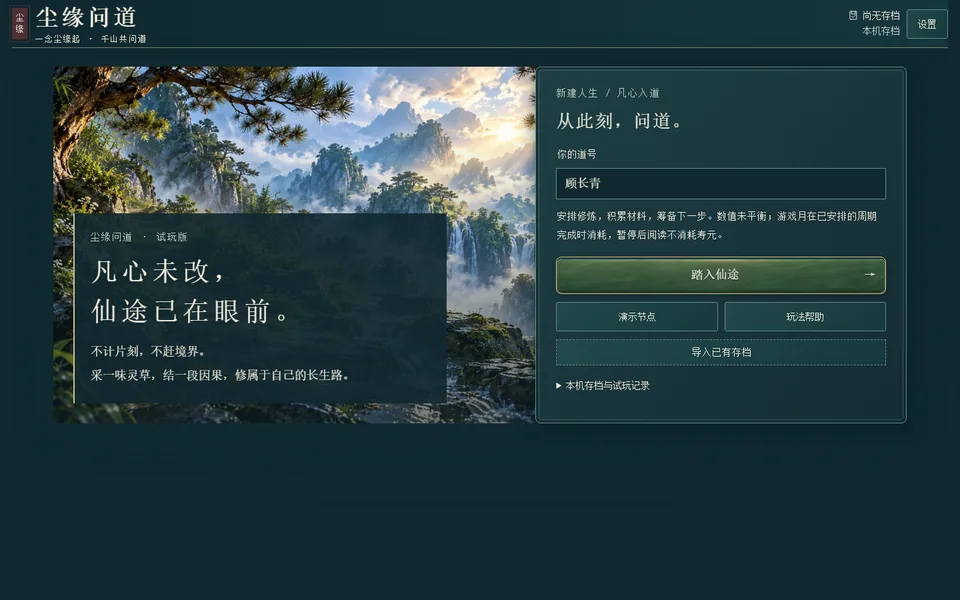 尘缘
尘缘问道
一念尘缘起 · 千山共问道
尚无存档
本机存档
设置
尘缘问道 · 试玩版
凡心未改，
仙途已在眼前。
不计片刻，不赶境界。
采一味灵草，结一段因果，修属于自己的长生路。
新建人生 / 凡心入道
从此刻，问道。
你的道号
顾长青
安排修炼，积累材料，筹备下一步。数值未平衡；游戏月在已安排的周期
完成时消耗，暂停后阅读不消耗寿元。
踏入仙途 →
演示节点
玩法帮助
导入已有存档
▶ 本机存档与试玩记录